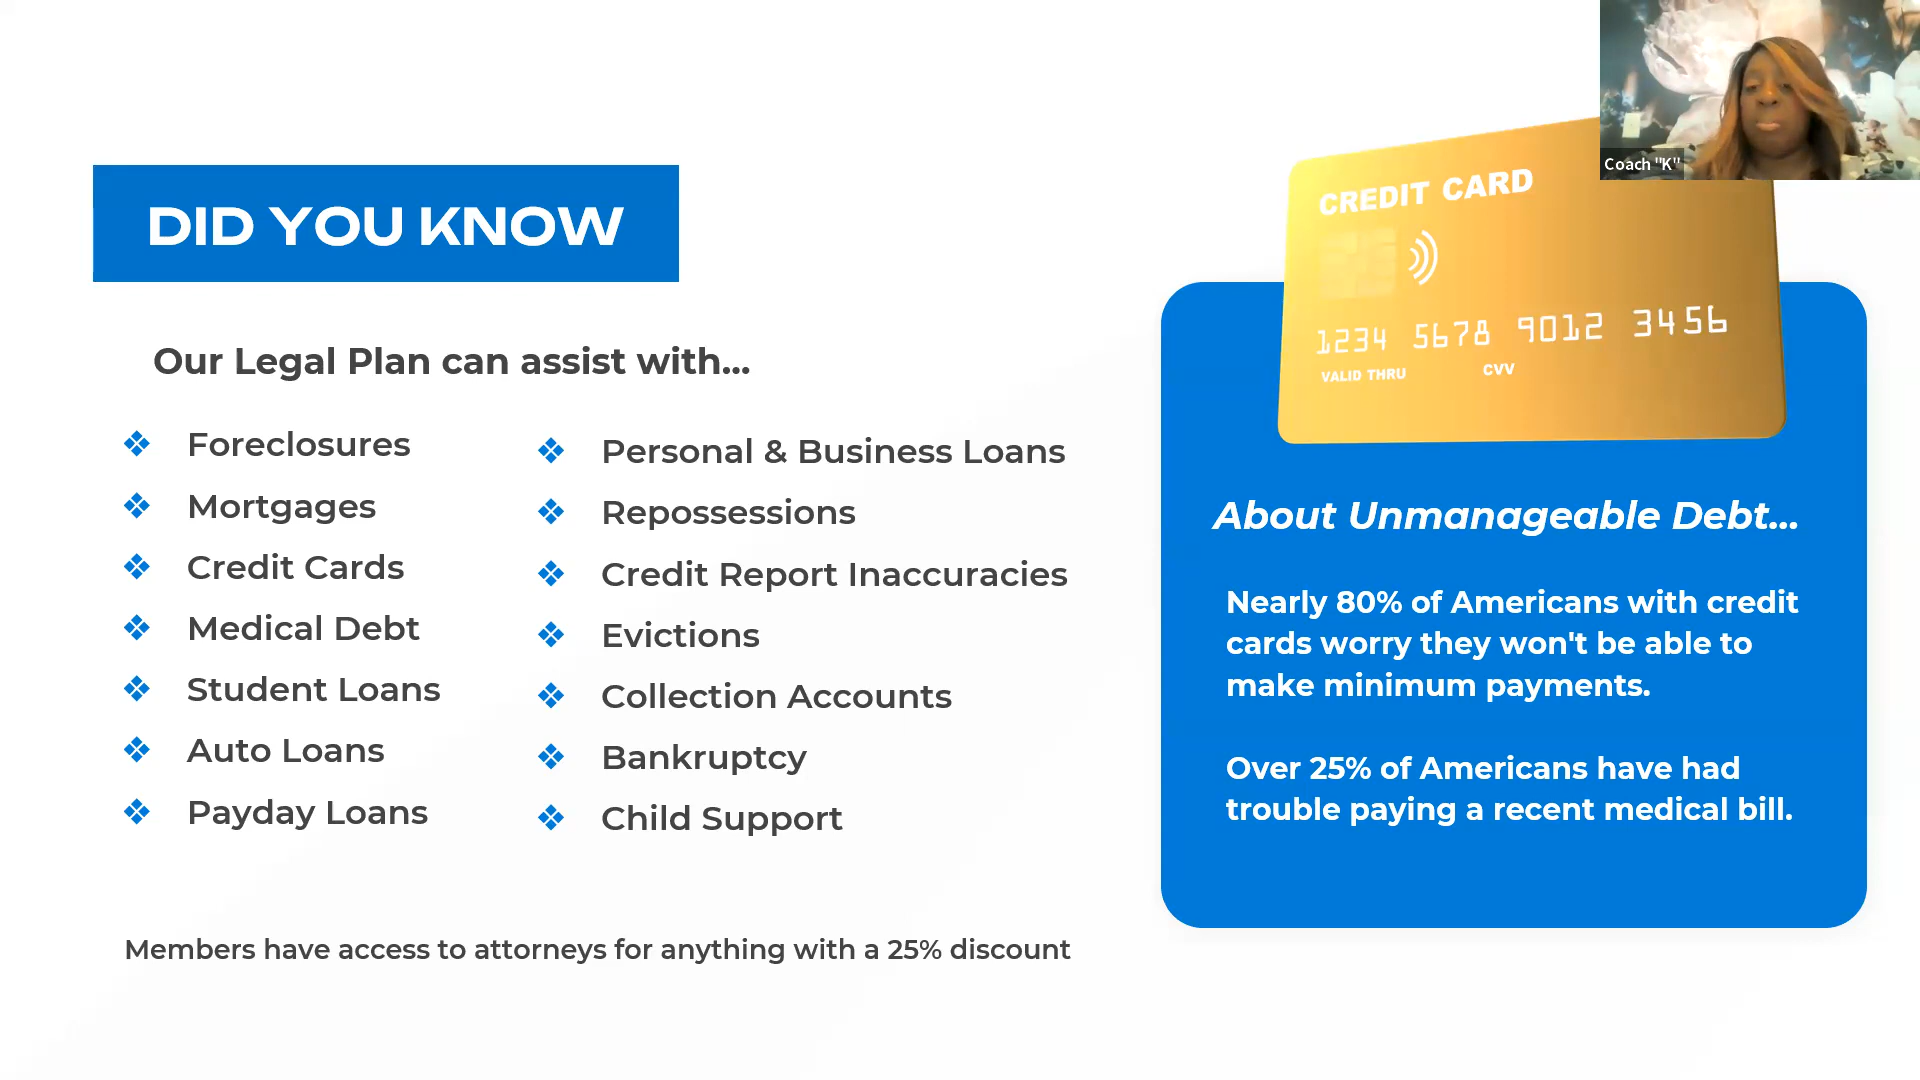 DID YOU KNOW
Our Legal Plan can assist with...
Foreclosures
Mortgages
Credit Cards
Medical Debt
Student Loans
Auto Loans
Payday Loans
Personal & Business Loans
Repossessions
Credit Report Inaccuracies
Evictions
Collection Accounts
Bankruptcy
Child Support
Members have access to attorneys for anything with a 25% discount
Coach "K"
CREDIT CARD
1234 5678 9012 3456
VALID THRU CVV
About Unmanageable Debt...
Nearly 80% of Americans with credit
cards worry they won't be able to
make minimum payments.
Over 25% of Americans have had
trouble paying a recent medical bill.